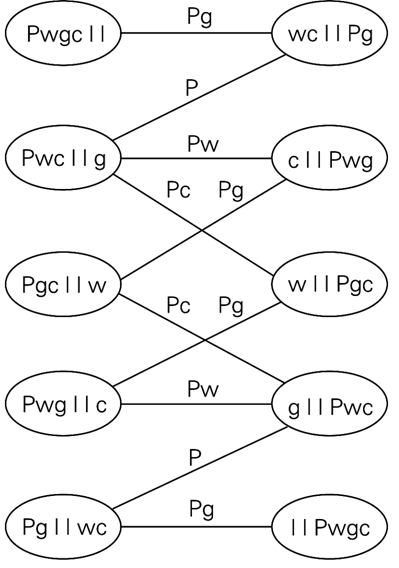 Pg
Pwgc l l
wc l l Pg
P
Pw
Pwc l l g
c l l Pwg
Pc
Pg
Pgc l l w
w l l Pgc
Pc
Pg
Pw
Pwg l l c
g l l Pwc
P
Pg
Pg l l wc
l l Pwgc